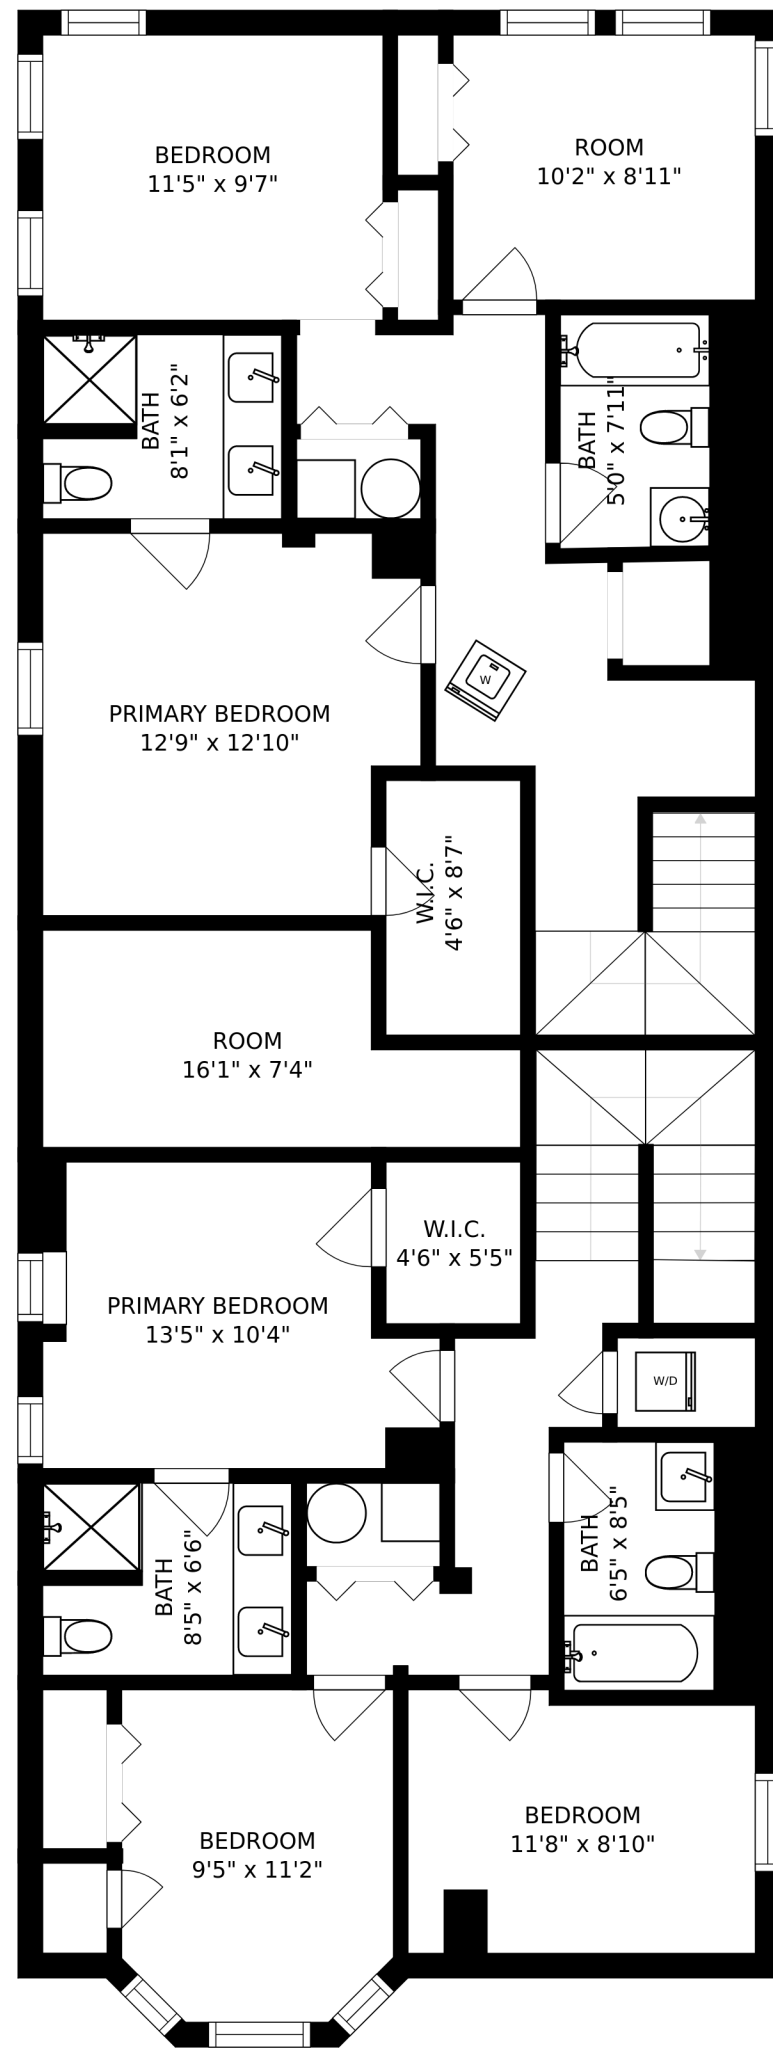 BEDROOM
11'5" x 9'7"
ROOM
10'2" x 8'11"
BATH
8'1" x 6'2"
BATH
5'0" x 7'11"
W
PRIMARY BEDROOM
12'9" x 12'10"
W.I.C.
4'6" x 8'7"
ROOM
16'1" x 7'4"
W.I.C.
4'6" x 5'5"
PRIMARY BEDROOM
13'5" x 10'4"
W/D
BATH
8'5" x 6'6"
BATH
6'5" x 8'5"
BEDROOM
9'5" x 11'2"
BEDROOM
11'8" x 8'10"